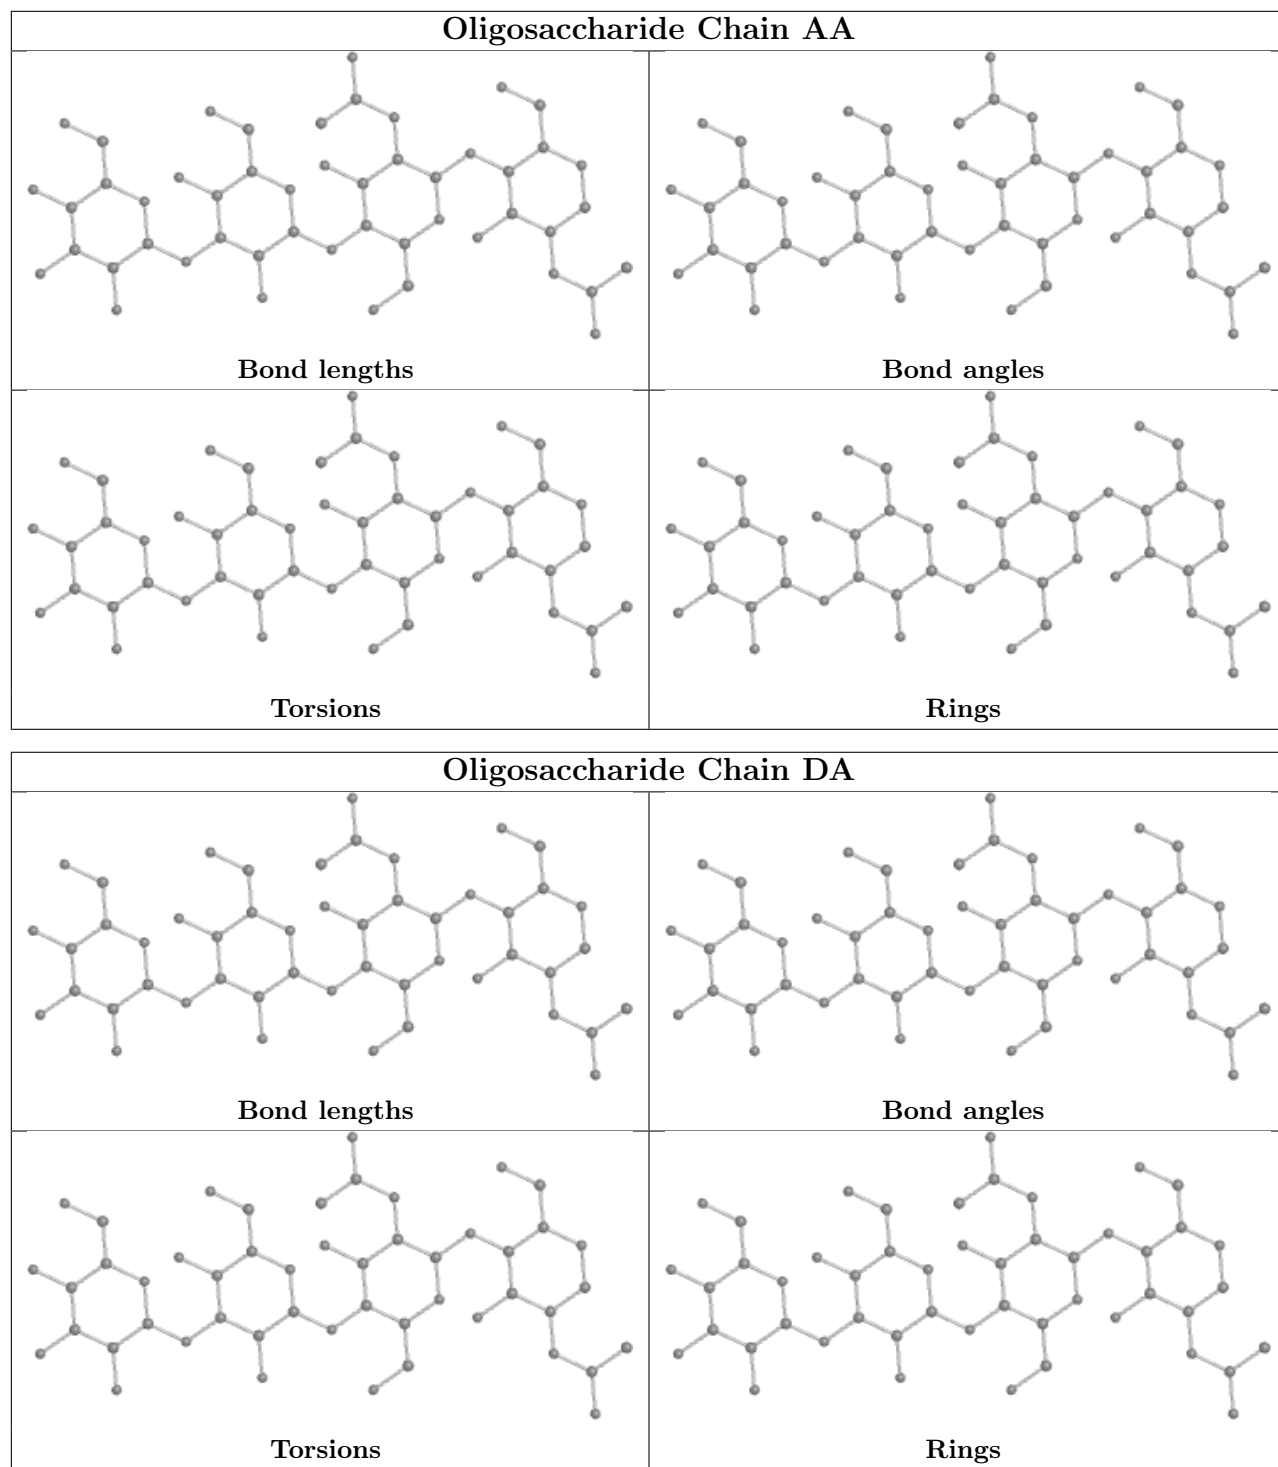 Oligosaccharide Chain AA
Bond lengths
Bond angles
Torsions
Rings
Oligosaccharide Chain DA
Bond lengths
Bond angles
Torsions
Rings